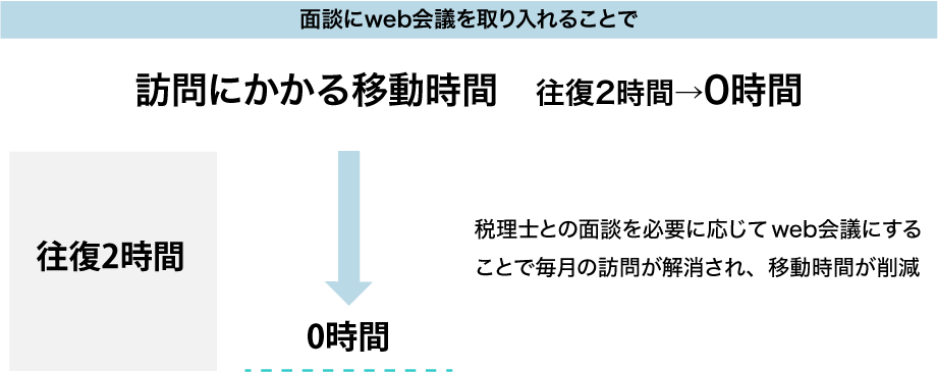 面談にweb会議を取り入れることで
訪問にかかる移動時間 往復2時間→0時間
往復2時間
0時間
税理士との面談を必要に応じてweb会議にする
ことで毎月の訪問が解消され、移動時間が削減